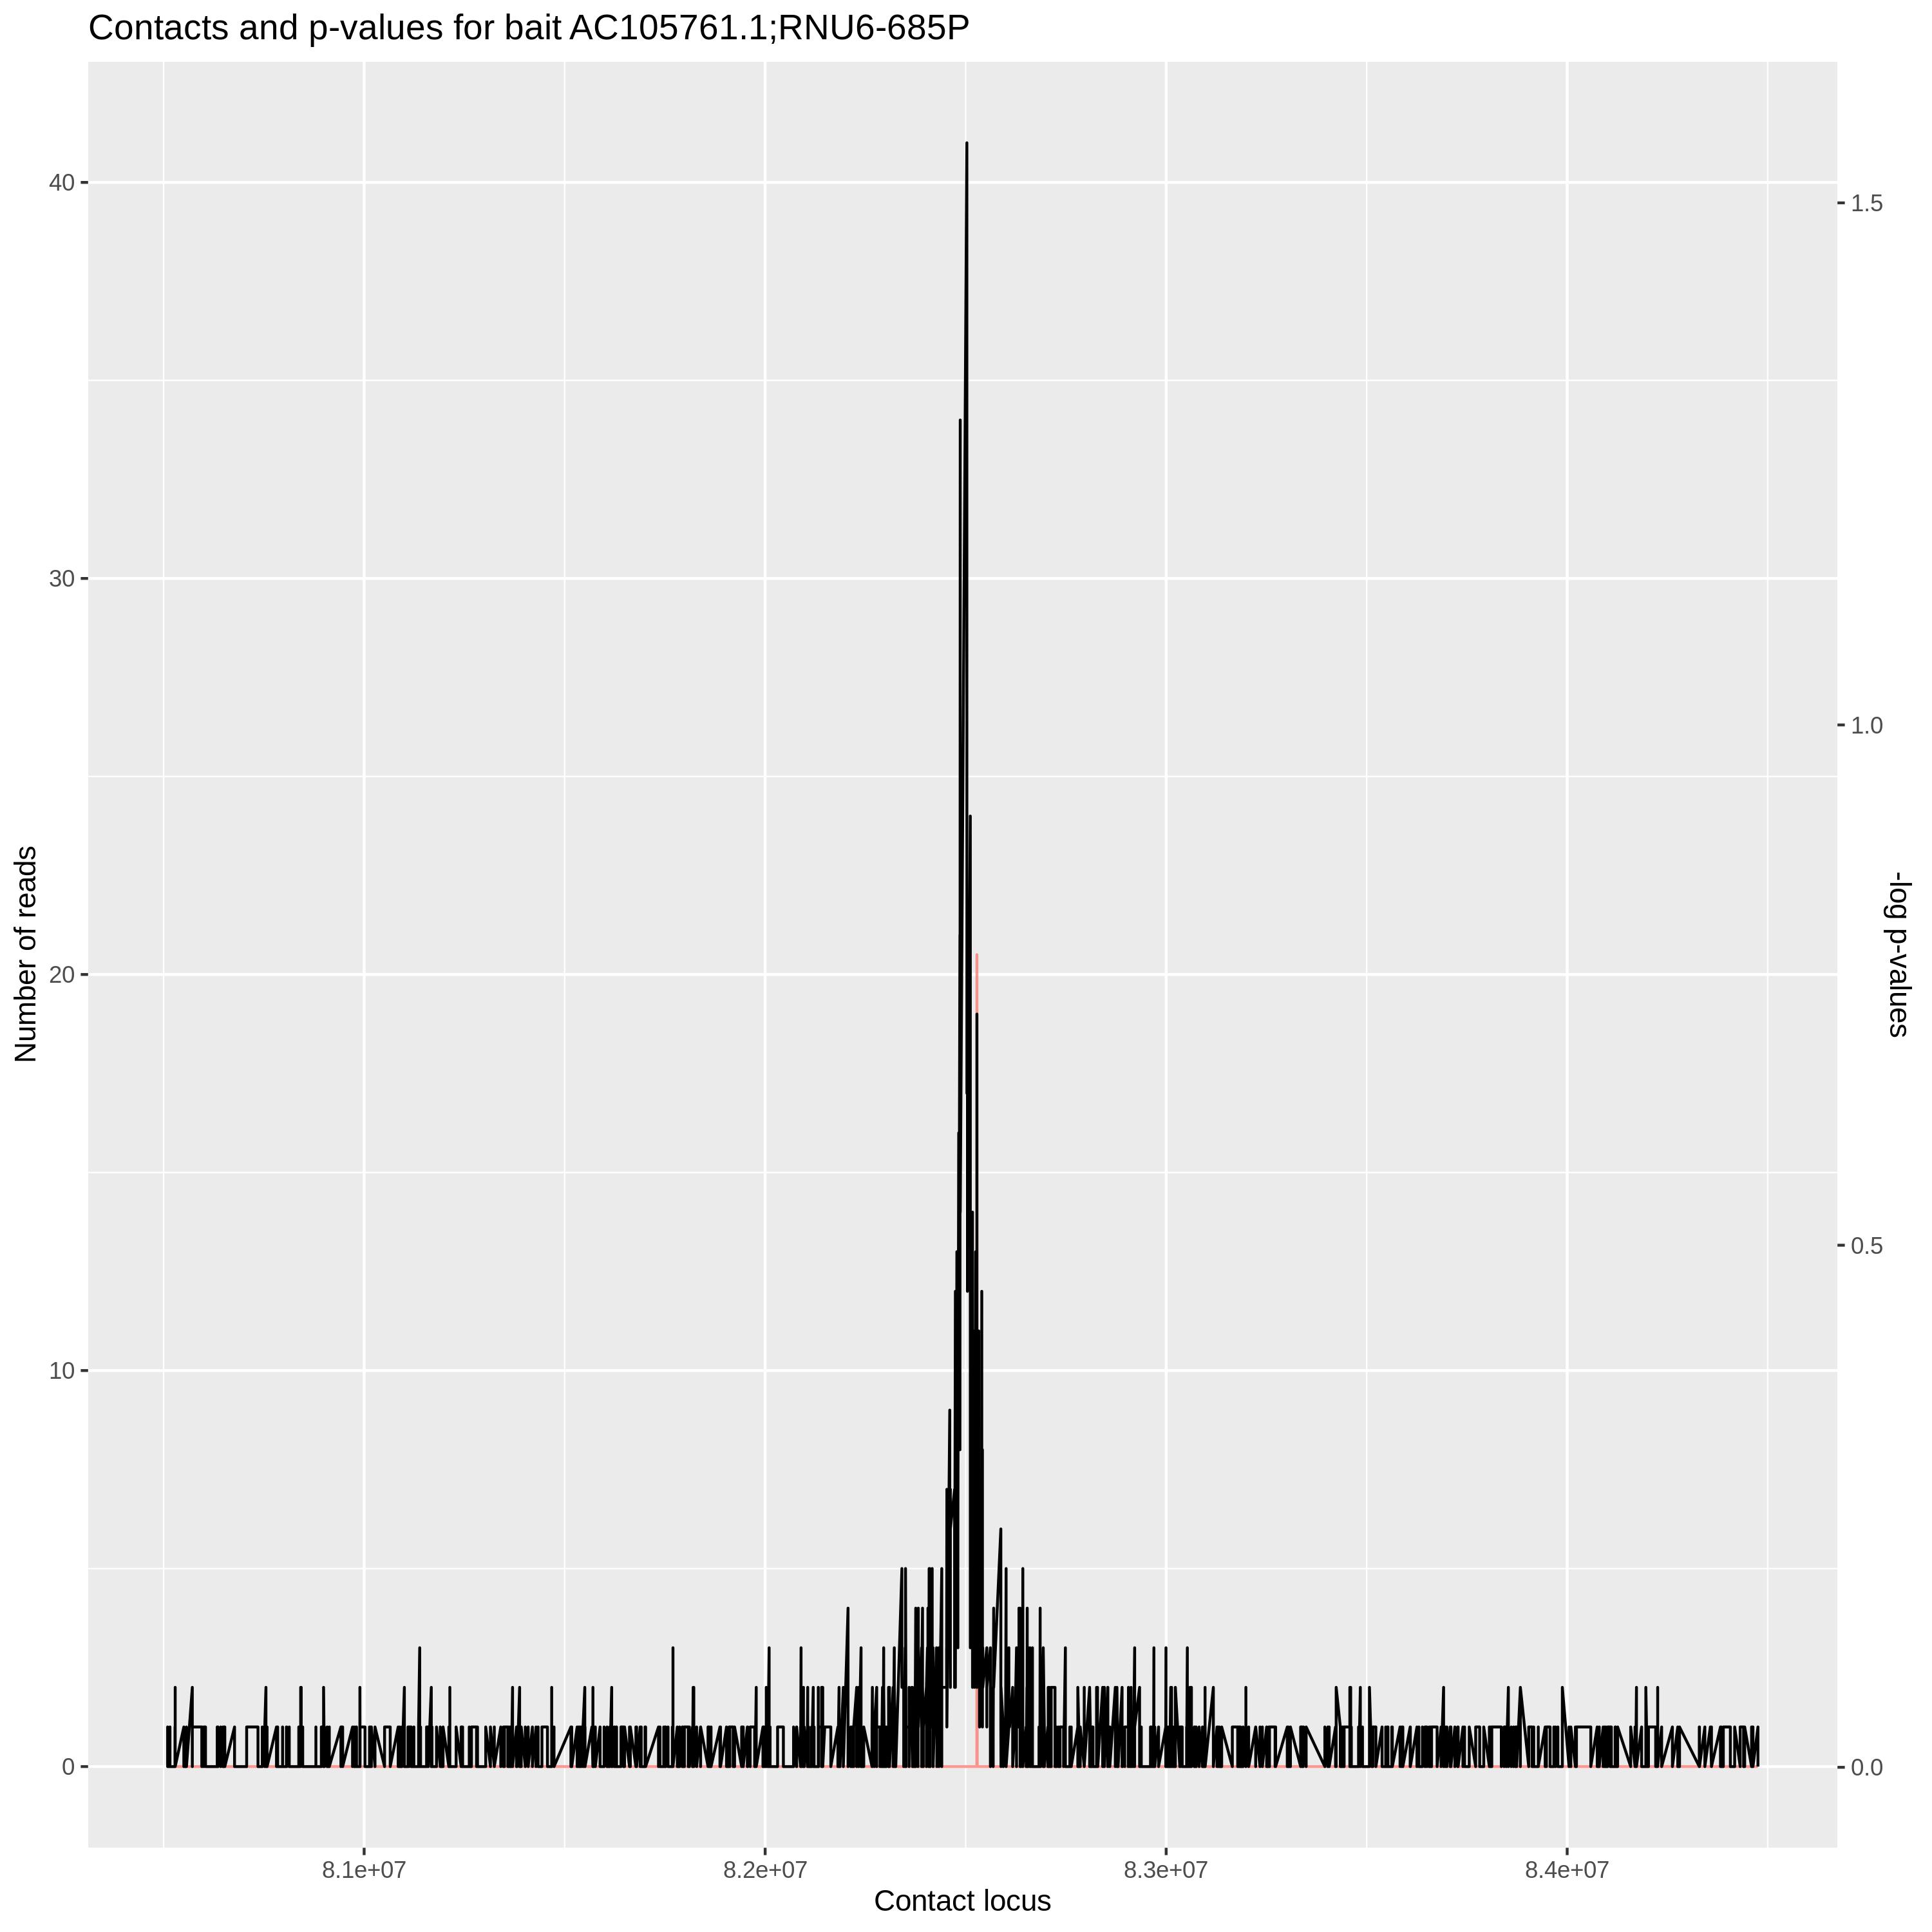 Contacts and p-values for bait AC105761.1;RNU6-685P
40
30
20
10
0
Number of reads
1.5
1.0
0.5
0.0
-log p-values
8.1e+07 8.2e+07 8.3e+07 8.4e+07
Contact locus